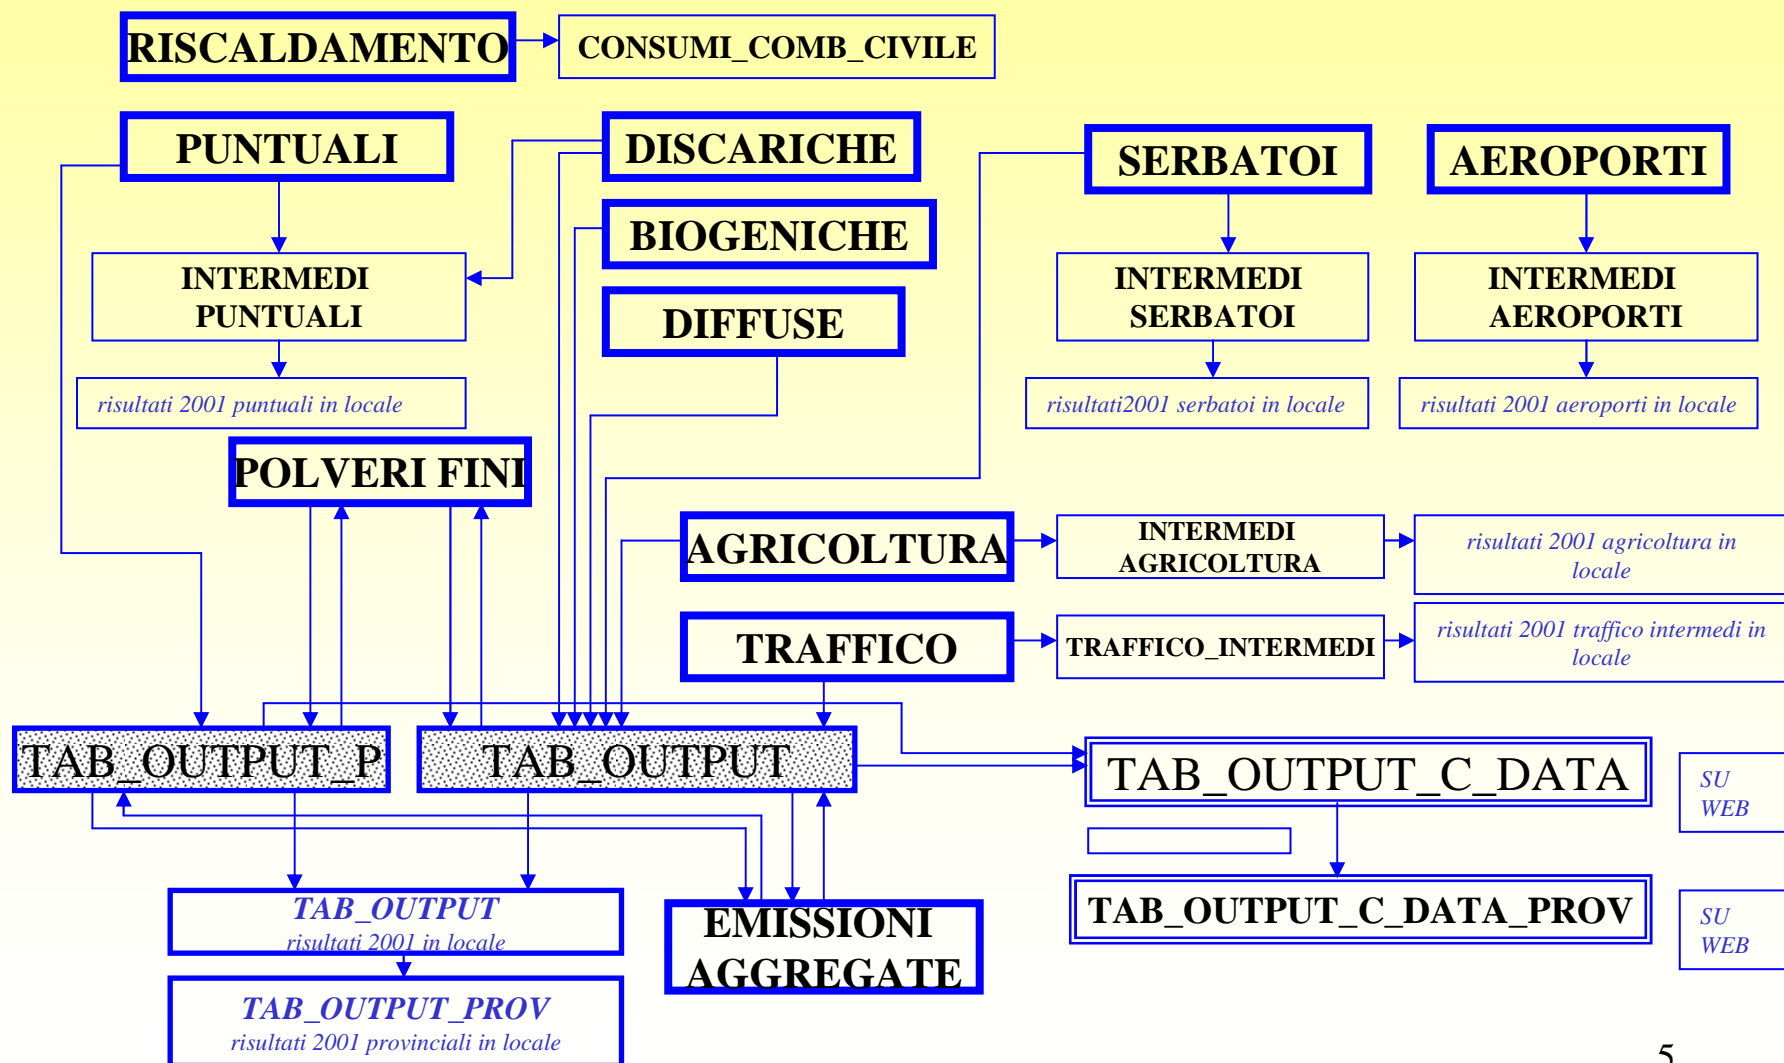 RISCALDAMENTO
CONSUMI_COMB_CIVILE
PUNTUALI
DISCARICHE
SERBATOI
AEROPORTI
BIOGENICHE
INTERMEDI
PUNTUALI
DIFFUSE
INTERMEDI
SERBATOI
INTERMEDI
AEROPORTI
risultati 2001 puntuali in locale
risultati2001 serbatoi in locale
risultati 2001 aeroporti in locale
POLVERI FINI
AGRICOLTURA
INTERMEDI
AGRICOLTURA
risultati 2001 agricoltura in
locale
TRAFFICO
TRAFFICO_INTERMEDI
risultati 2001 traffico intermedi in
locale
TAB_OUTPUT_P
TAB_OUTPUT
TAB_OUTPUT_C_DATA
SU
WEB
TAB_OUTPUT
risultati 2001 in locale
EMISSIONI
AGGREGATE
TAB_OUTPUT_C_DATA_PROV
SU
WEB
TAB_OUTPUT_PROV
risultati 2001 provinciali in locale
5